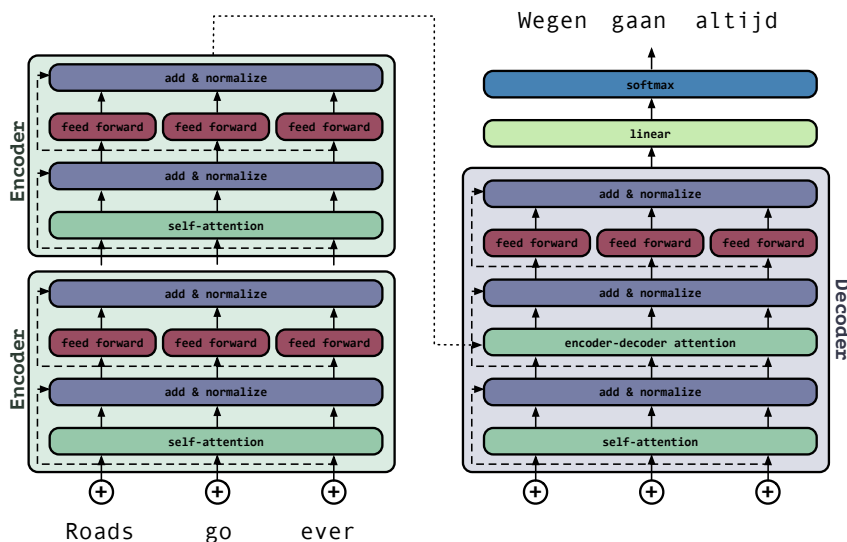 Encoder
add & normalize
feed forward feed forward feed forward
add & normalize
self-attention
Encoder
add & normalize
feed forward feed forward feed forward
add & normalize
self-attention
+ + +
Roads go ever
Wegen gaan altijd
softmax
linear
Decoder
add & normalize
feed forward feed forward feed forward
add & normalize
encoder-decoder attention
add & normalize
self-attention
+ + +